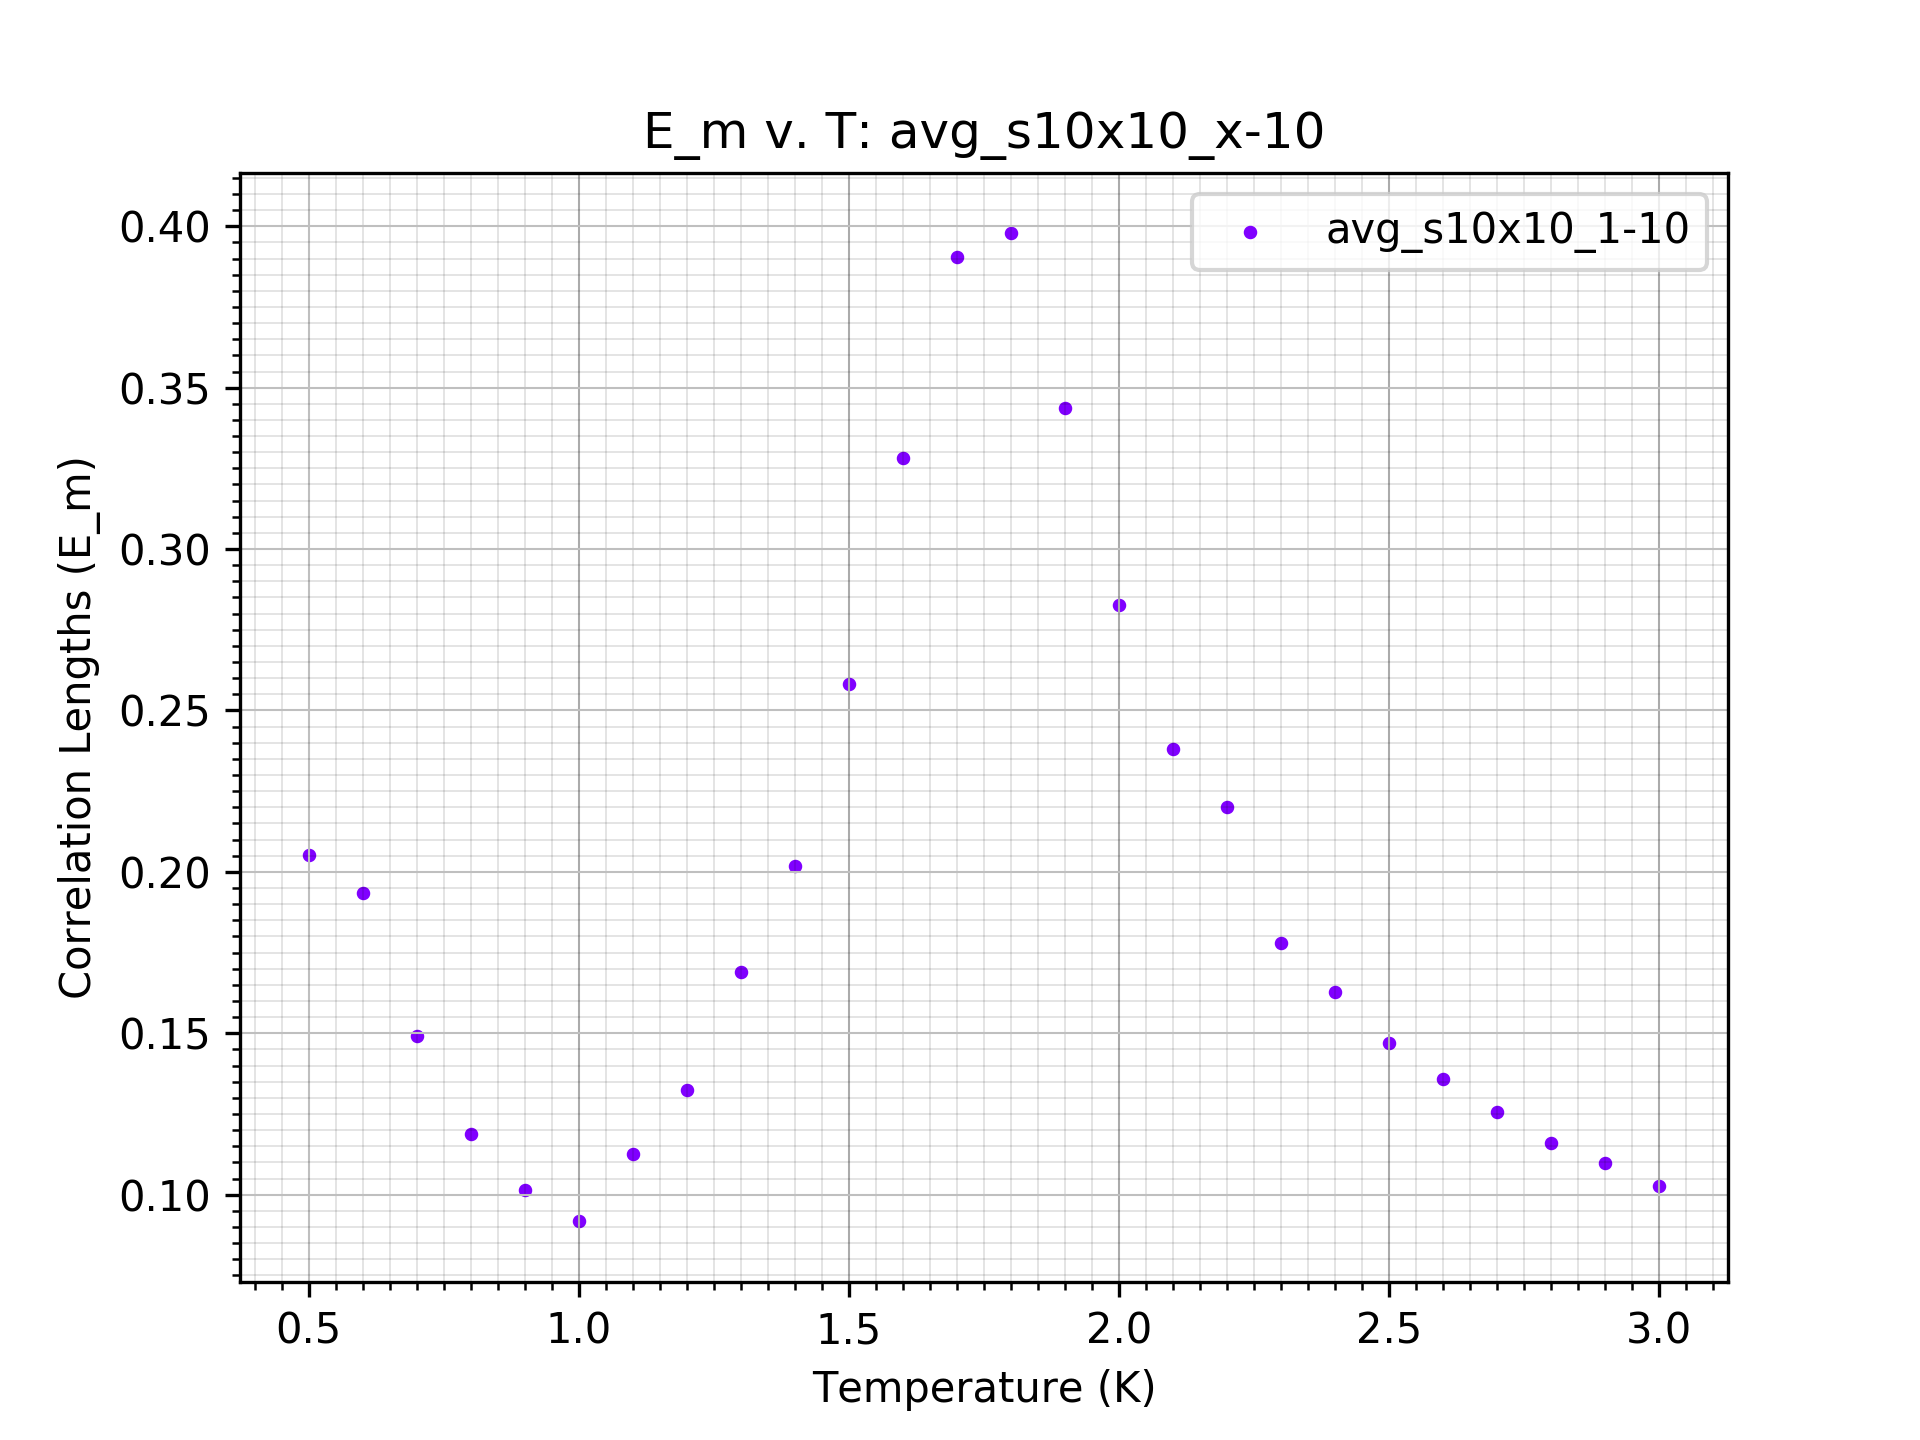 E_m v. T: avg_s10x10_x-10
avg_s10x10_1-10
0.40
0.35
0.30
0.25
0.20
0.15
0.10
Correlation Lengths (E_m)
0.5 1.0 1.5 2.0 2.5 3.0
Temperature (K)